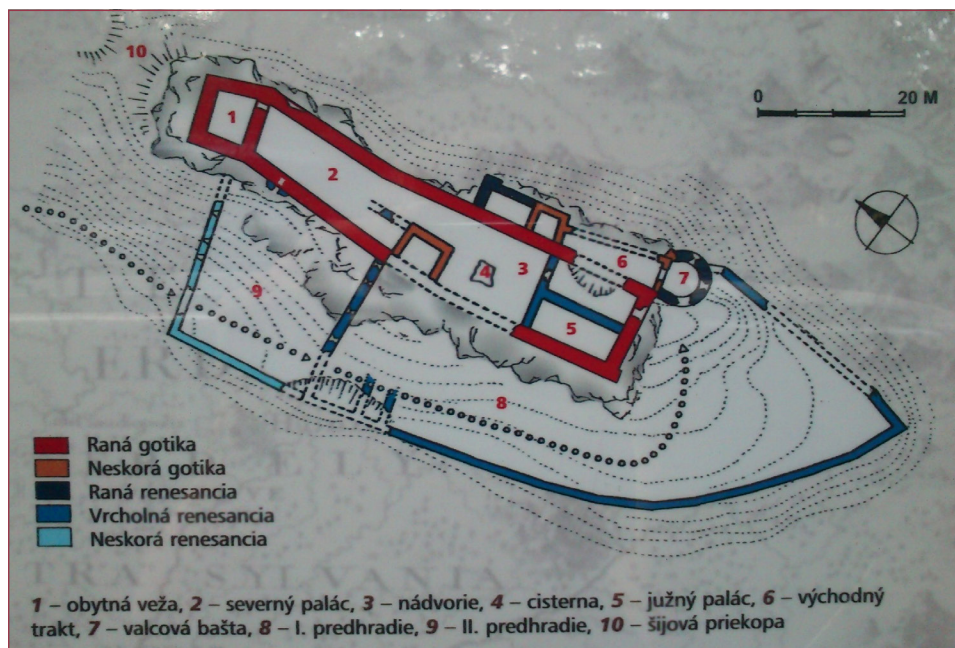 10
0 20 M
1
2
3
6
7
4
5
9
8
Raná gotika
Neskorá gotika
Raná renesancia
Vrcholná renesancia
Neskorá renesancia
1 – obytná veža, 2 – severný palác, 3 – nádvorie, 4 – cisterna, 5 – južný palác, 6 – východný
trakt, 7 – valcová bašta, 8 – I. predhradie, 9 – II. predhradie, 10 – šijová priekopa